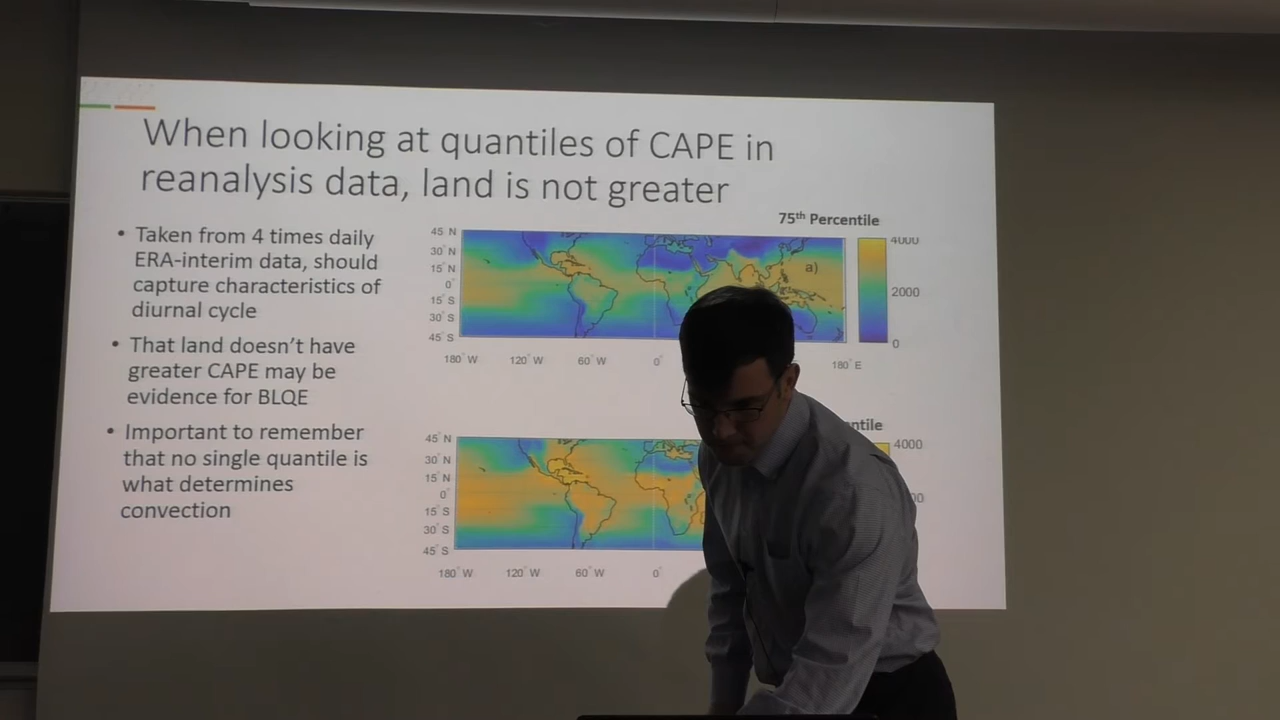 When looking at quantiles of CAPE in
reanalysis data, land is not greater
• Taken from 4 times daily
ERA-interim data, should
capture characteristics of
diurnal cycle
• That land doesn't have
greater CAPE may be
evidence for BLQE
• Important to remember
that no single quantile is
what determines
convection
75th Percentile
45° N
30° N
15° N
0°
15° S
30° S
45° S
180° W 120° W 60° W 0° 180° E
a)
4000
2000
0
45° N
30° N
15° N
0°
15° S
30° S
45° S
180° W 120° W 60° W 0°
4000